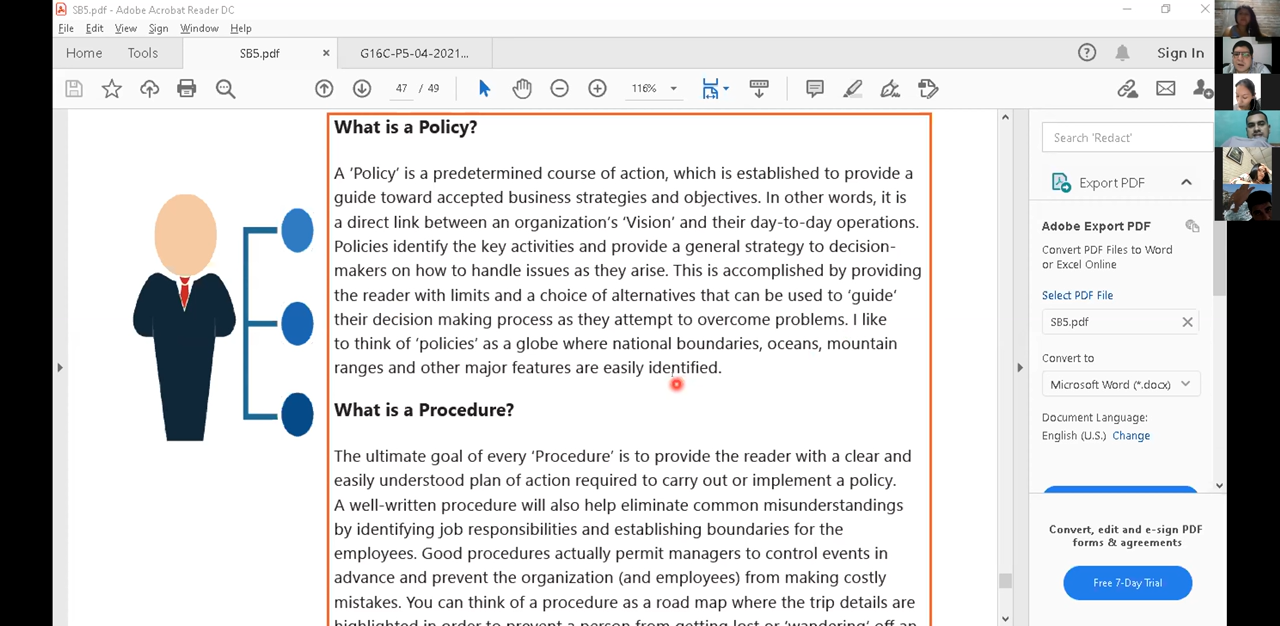 SB5.pdf - Adobe Acrobat Reader DC
File Edit View Sign Window Help
Home Tools SB5.pdf × G16C-P5-04-2021... Sign In
47 / 49 116%
What is a Policy?
A ‘Policy’ is a predetermined course of action, which is established to provide a
guide toward accepted business strategies and objectives. In other words, it is
a direct link between an organization’s ‘Vision’ and their day-to-day operations.
Policies identify the key activities and provide a general strategy to decision-
makers on how to handle issues as they arise. This is accomplished by providing
the reader with limits and a choice of alternatives that can be used to ‘guide’
their decision making process as they attempt to overcome problems. I like
to think of ‘policies’ as a globe where national boundaries, oceans, mountain
ranges and other major features are easily identified.
What is a Procedure?
The ultimate goal of every ‘Procedure’ is to provide the reader with a clear and
easily understood plan of action required to carry out or implement a policy.
A well-written procedure will also help eliminate common misunderstandings
by identifying job responsibilities and establishing boundaries for the
employees. Good procedures actually permit managers to control events in
advance and prevent the organization (and employees) from making costly
mistakes. You can think of a procedure as a road map where the trip details are
highlighted in order to prevent a person from getting lost or ‘wandering’ off an
Search 'Redact'
Export PDF
Adobe Export PDF
Convert PDF Files to Word
or Excel Online
Select PDF File
SB5.pdf
Convert to
Microsoft Word (*.docx)
Document Language:
English (U.S.) Change
Convert, edit and e-sign PDF
forms & agreements
Free 7-Day Trial